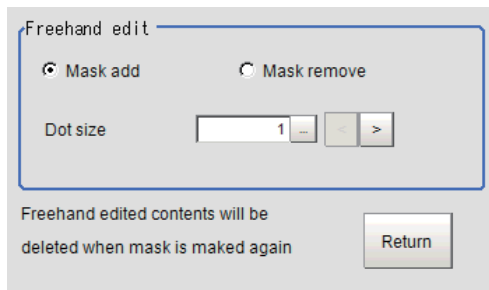 Freehand edit
Mask add Mask remove
Dot size 1 ... < >
Freehand edited contents will be
deleted when mask is maked again
Return